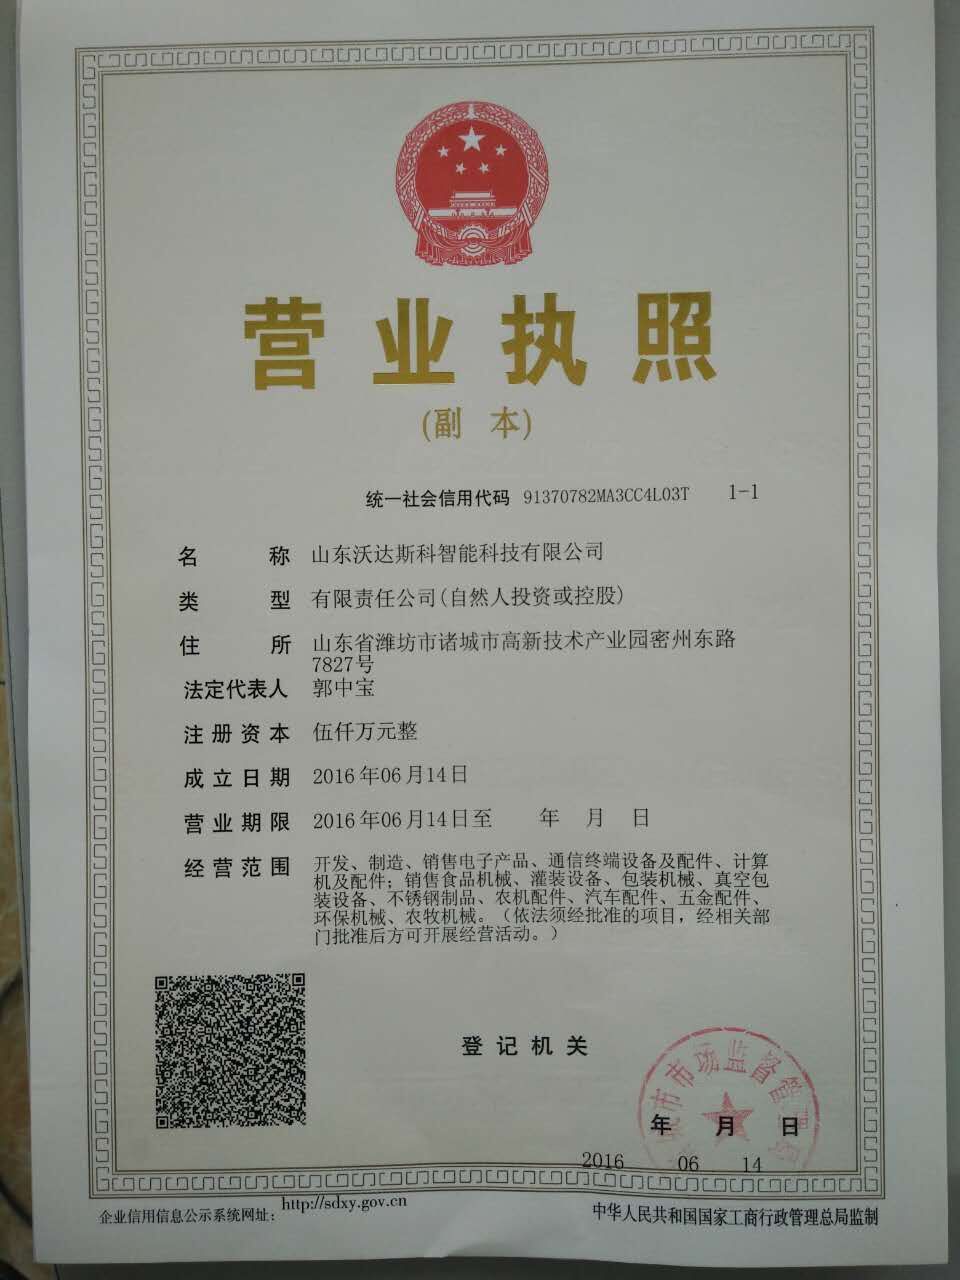 营业执照
(副 本)
统一社会信用代码 91370782MA3CC4L03T 1-1
名称 山东沃达斯科智能科技有限公司
类型 有限责任公司(自然人投资或控股)
住所 山东省潍坊市诸城市高新技术产业园密州东路
7827号
法定代表人 郭中宝
注册资本 伍仟万元整
成立日期 2016年06月14日
营业期限 2016年06月14日至 年 月 日
经营范围 开发、制造、销售电子产品、通信终端设备及配件、计算
机及配件；销售食品机械、灌装设备、包装机械、真空包
装设备、不锈钢制品、农机配件、汽车配件、五金配件、
环保机械、农牧机械。（依法须经批准的项目，经相关部
门批准后方可开展经营活动。）
登记机关
市市场监督管理
年 月 日
2016 06 14
企业信用信息公示系统网址： http://sdxy.gov.cn
中华人民共和国国家工商行政管理总局监制